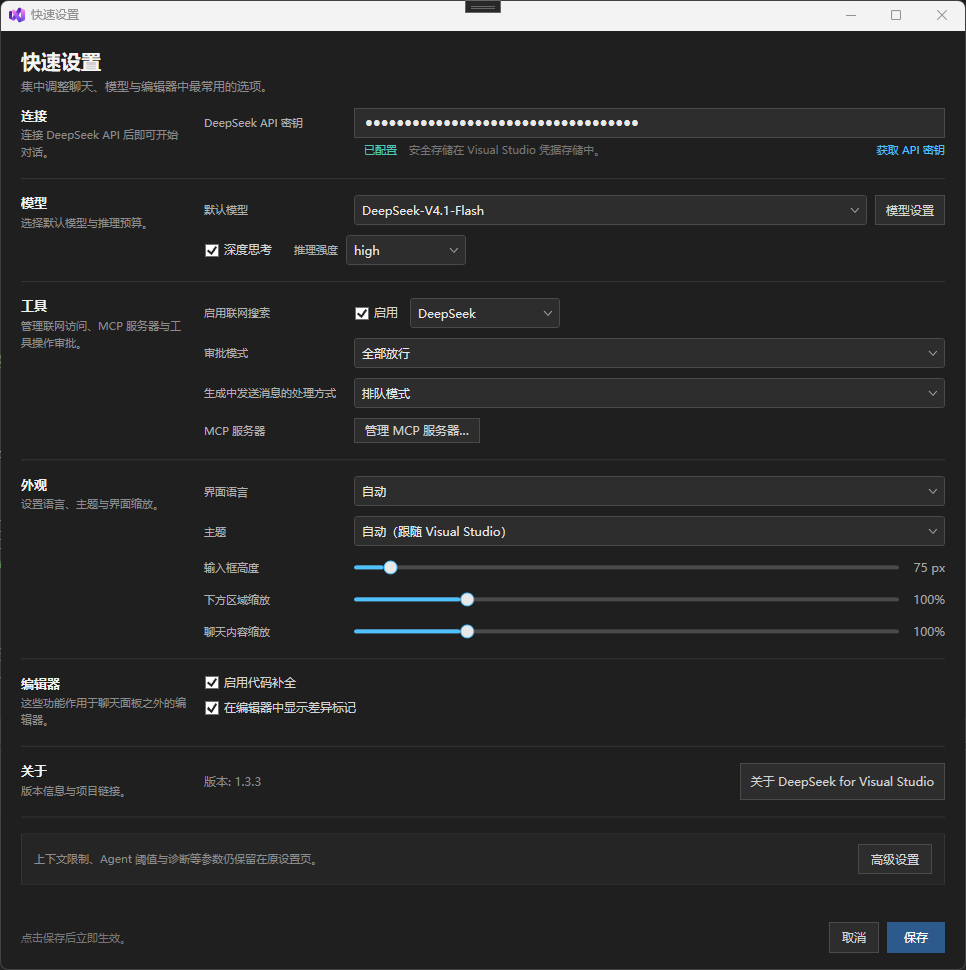 快速设置
快速设置
集中调整聊天、模型与编辑器中最常用的选项。
连接
连接 DeepSeek API 后即可开始
对话。
DeepSeek API 密钥
●●●●●●●●●●●●●●●●●●●●●●●●●●●●●●●●●●●
已配置 安全存储在 Visual Studio 凭据存储中。
获取 API 密钥
模型
选择默认模型与推理预算。
默认模型
DeepSeek-V4.1-Flash
模型设置
深度思考 推理强度 high
工具
管理联网访问、MCP 服务器与工
具操作审批。
启用联网搜索
启用 DeepSeek
审批模式
全部放行
生成中发送消息的处理方式
排队模式
MCP 服务器
管理 MCP 服务器...
外观
设置语言、主题与界面缩放。
界面语言
自动
主题
自动（跟随 Visual Studio）
输入框高度
75 px
下方区域缩放
100%
聊天内容缩放
100%
编辑器
这些功能作用于聊天面板之外的编
辑器。
启用代码补全
在编辑器中显示差异标记
关于
版本信息与项目链接。
版本: 1.3.3
关于 DeepSeek for Visual Studio
上下文限制、Agent 阈值与诊断等参数仍保留在原设置页。
高级设置
点击保存后立即生效。
取消
保存